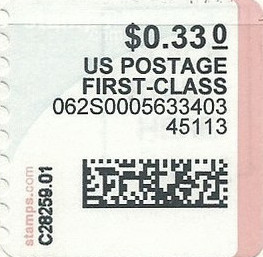 $0.330
US POSTAGE
FIRST-CLASS
062S0005633403
45113
stamps.com
C28259.01